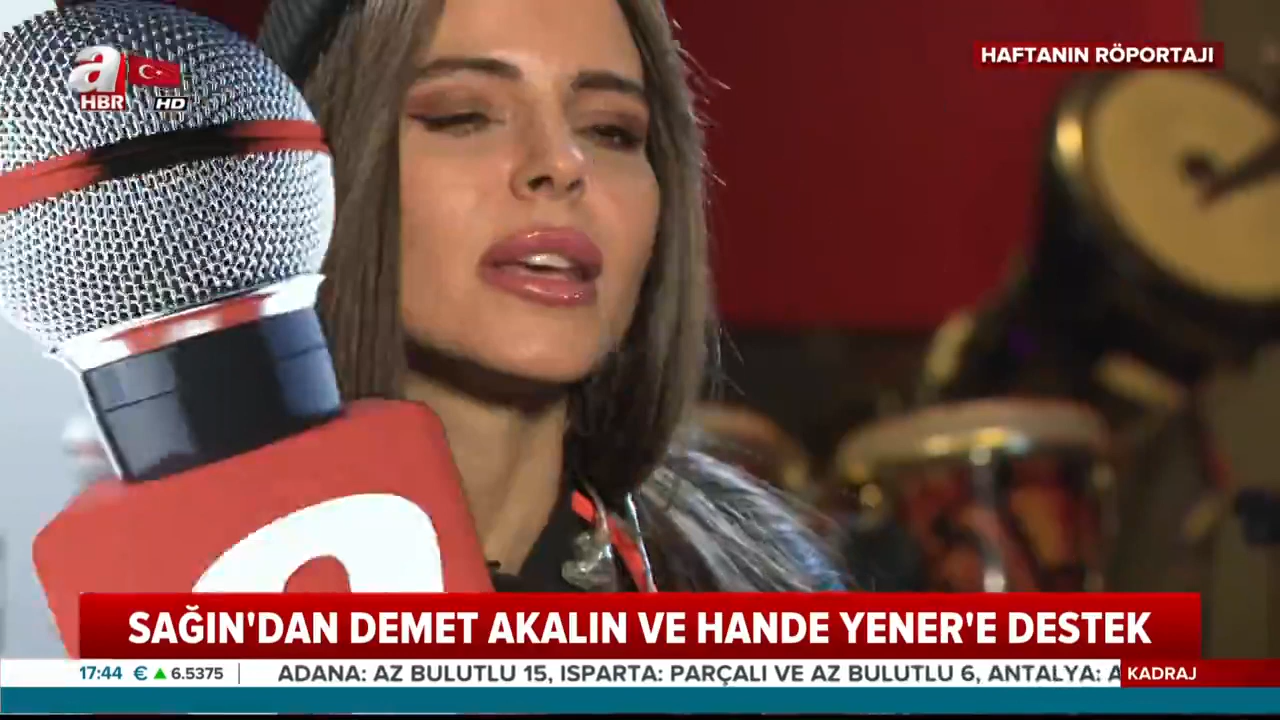 a
HBR
HD
HAFTANIN RÖPORTAJI
SAĞIN'DAN DEMET AKALIN VE HANDE YENER'E DESTEK
17:44 € ▲ 6.5375
ADANA: AZ BULUTLU 15, ISPARTA: PARÇALI VE AZ BULUTLU 6, ANTALYA: A
KADRAJ